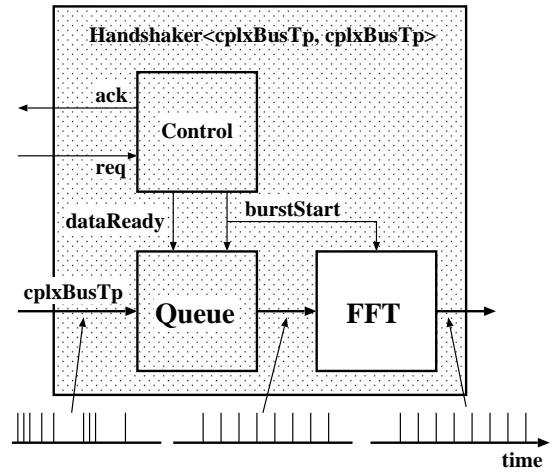 Handshaker<cplxBusTp, cplxBusTp>
ack
Control
req
burstStart
dataReady
cplxBusTp
Queue
FFT
time